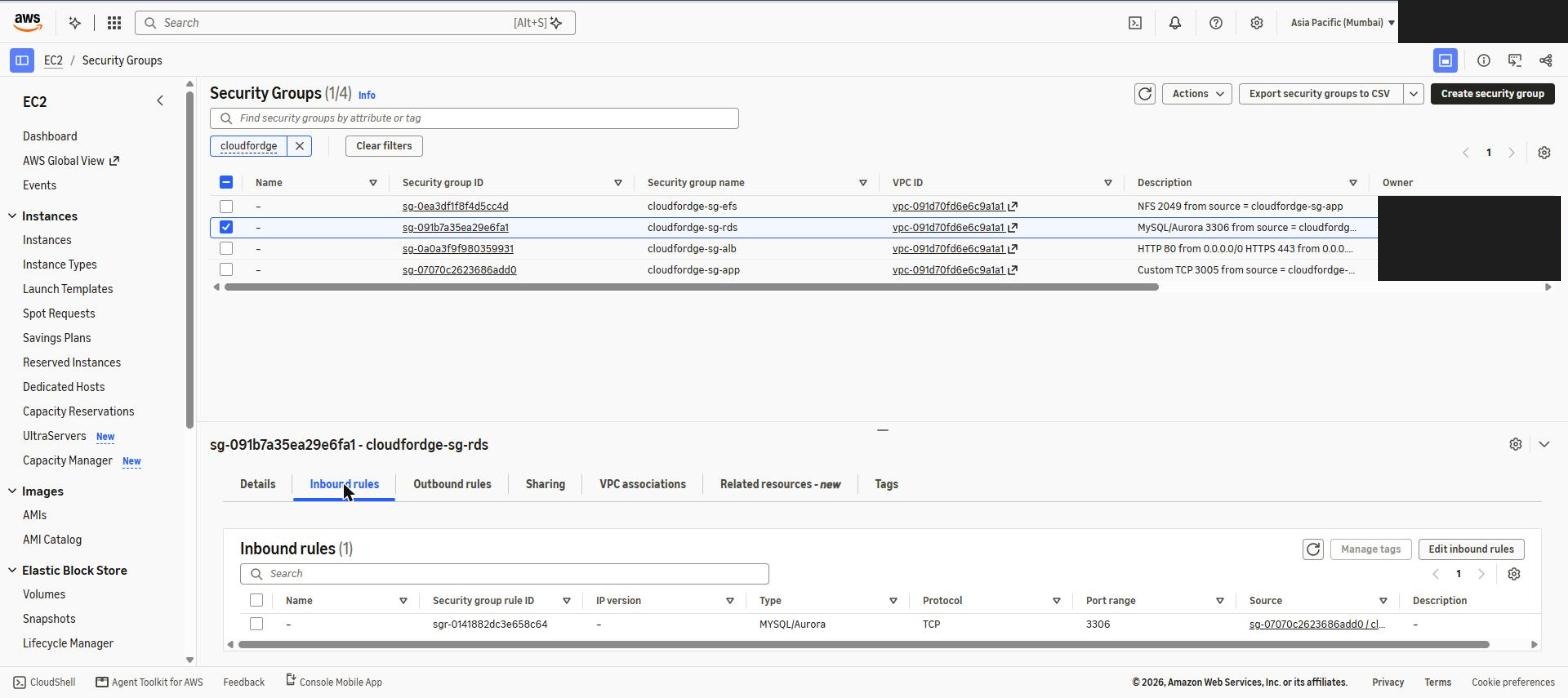 aws
Search [Alt+S]
Asia Pacific (Mumbai)
EC2 / Security Groups
EC2
Dashboard
AWS Global View
Events
Instances
Instances
Instance Types
Launch Templates
Spot Requests
Savings Plans
Reserved Instances
Dedicated Hosts
Capacity Reservations
UltraServers New
Capacity Manager New
Images
AMIs
AMI Catalog
Elastic Block Store
Volumes
Snapshots
Lifecycle Manager
Security Groups (1/4) Info
Actions Export security groups to CSV Create security group
Find security groups by attribute or tag
cloudfordge Clear filters
1
Name Security group ID Security group name VPC ID Description Owner
– sg-0ea3df1f8f4d5cc4d cloudfordge-sg-efs vpc-091d70fd6e6c9a1a1 NFS 2049 from source = cloudfordge-sg-app
– sg-091b7a35ea29e6fa1 cloudfordge-sg-rds vpc-091d70fd6e6c9a1a1 MySQL/Aurora 3306 from source = cloudfordg...
– sg-0a0a3f9f980359931 cloudfordge-sg-alb vpc-091d70fd6e6c9a1a1 HTTP 80 from 0.0.0.0/0 HTTPS 443 from 0.0.0....
– sg-07070c2623686add0 cloudfordge-sg-app vpc-091d70fd6e6c9a1a1 Custom TCP 3005 from source = cloudfordge-...
sg-091b7a35ea29e6fa1 - cloudfordge-sg-rds
Details Inbound rules Outbound rules Sharing VPC associations Related resources - new Tags
Inbound rules (1)
Manage tags Edit inbound rules
Search
1
Name Security group rule ID IP version Type Protocol Port range Source Description
– sgr-0141882dc3e658c64 – MYSQL/Aurora TCP 3306 sg-07070c2623686add0 / cl... –
CloudShell Agent Toolkit for AWS Feedback Console Mobile App
© 2026, Amazon Web Services, Inc. or its affiliates. Privacy Terms Cookie preferences